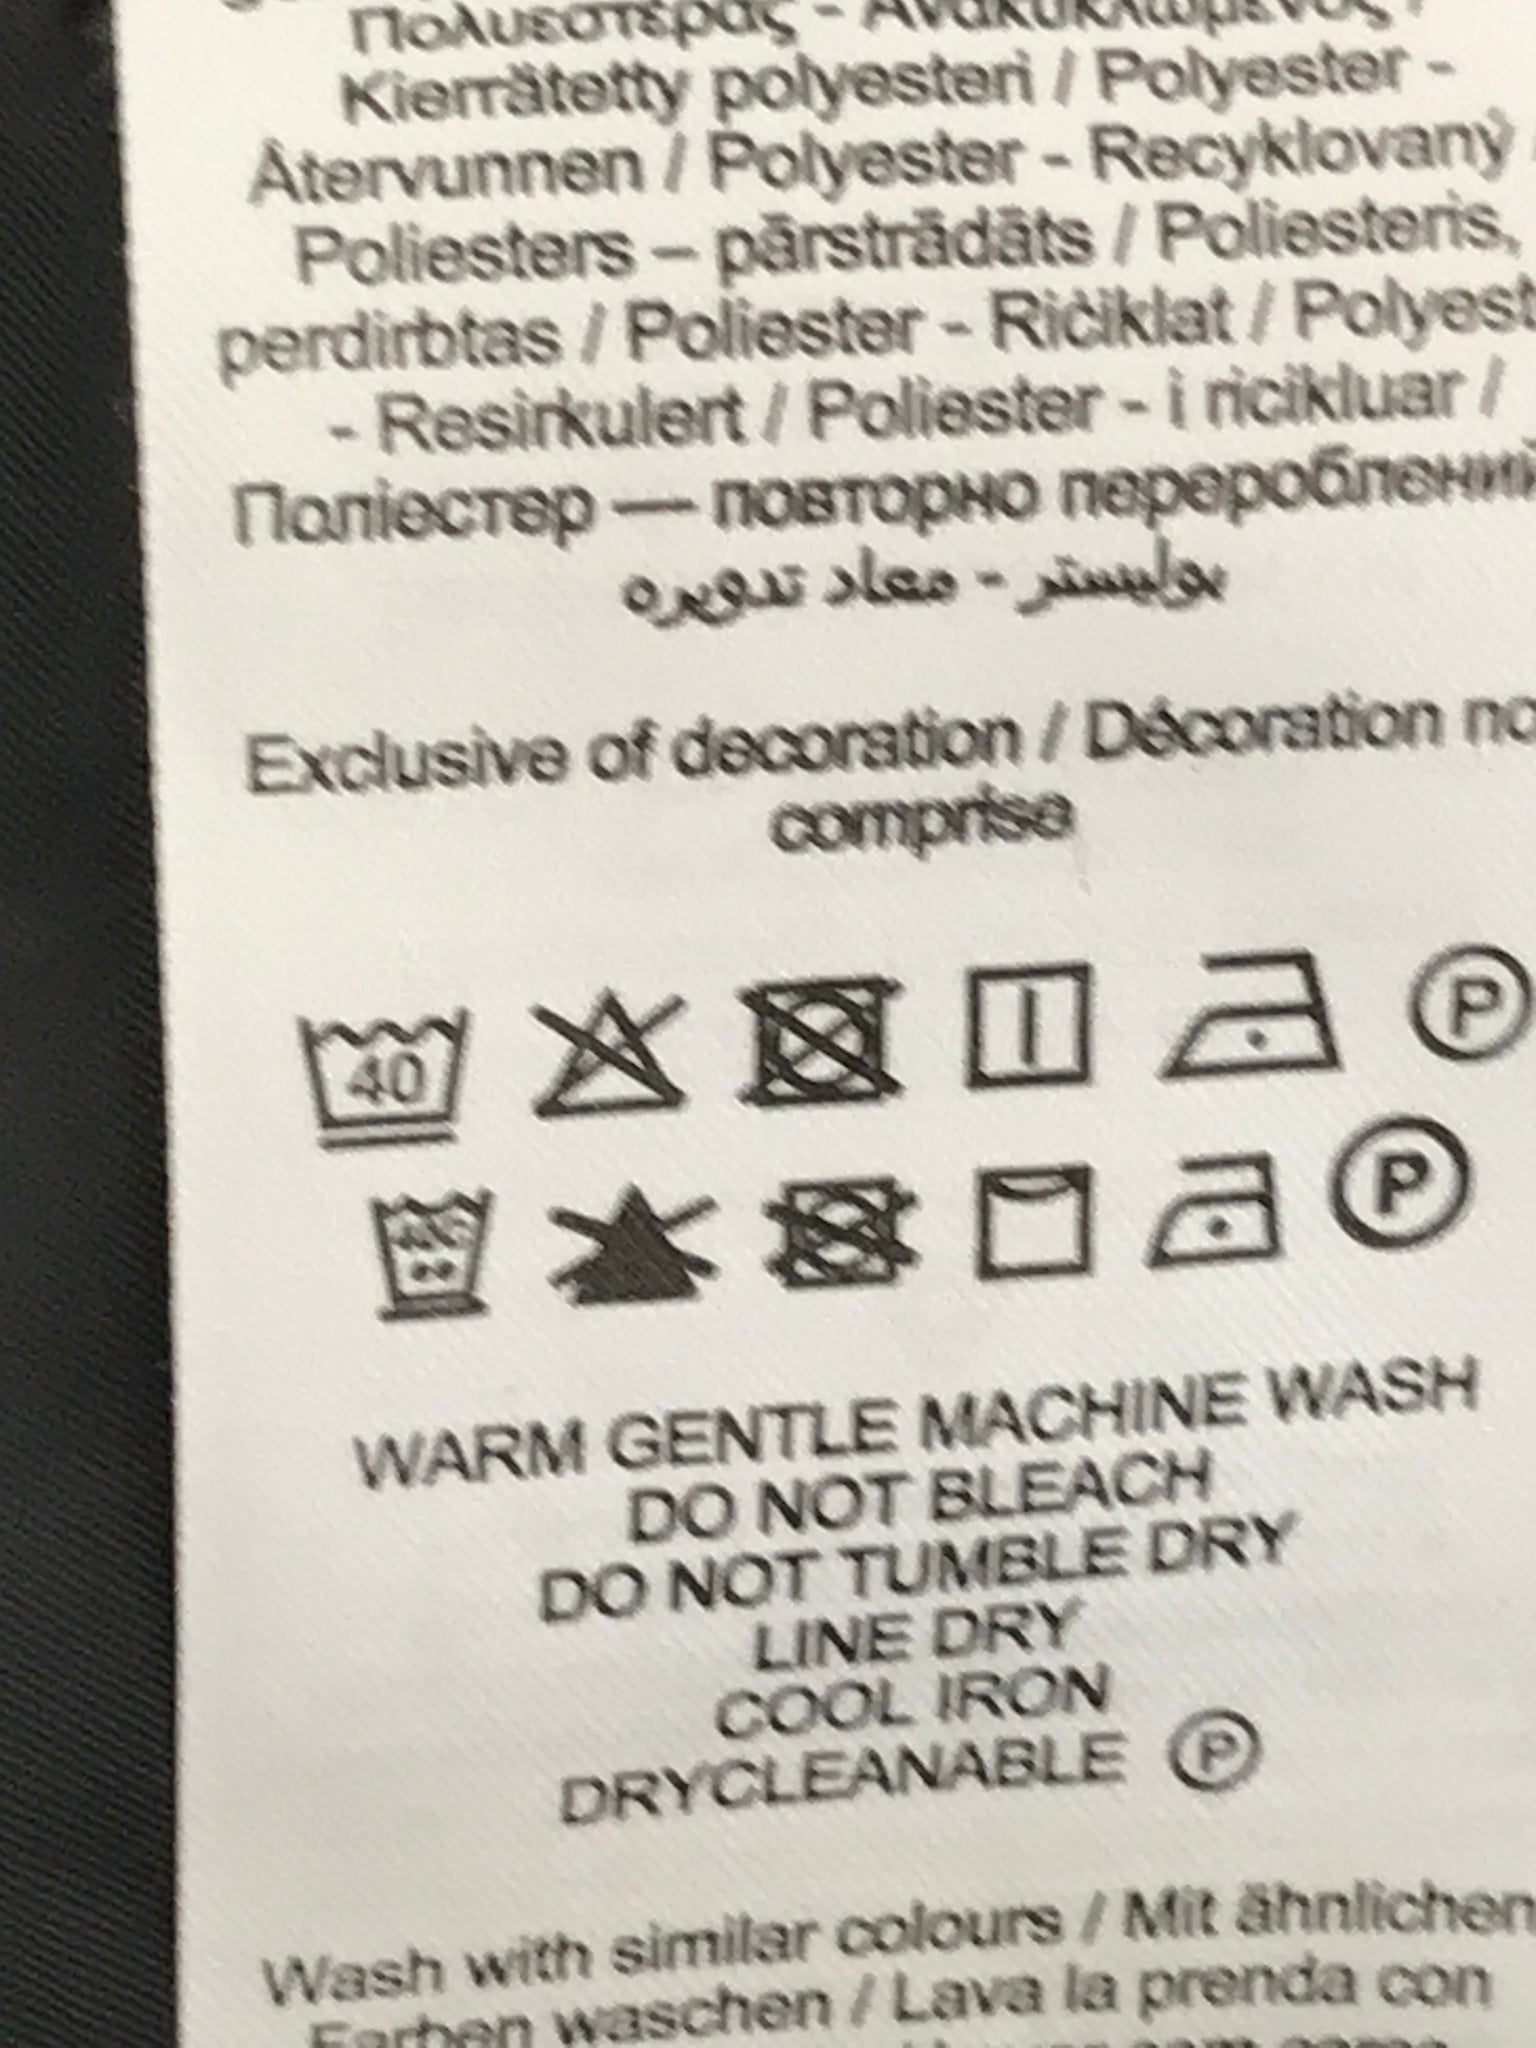 Πολυεστέρας - Ανακυκλωμένος /
Kierrätetty polyesteri / Polyester -
Återvunnen / Polyester - Recyklovaný /
Poliesters – pārstrādāts / Poliesteris,
perdirbtas / Poliester - Riċiklat / Polyest
- Resirkulert / Poliester - i ricikluar /
Поліестер — повторно перероблений
بوليستر - معاد تدويره
Exclusive of decoration / Décoration no
comprise
40 P
40C P
WARM GENTLE MACHINE WASH
DO NOT BLEACH
DO NOT TUMBLE DRY
LINE DRY
COOL IRON
DRYCLEANABLE P
Wash with similar colours / Mit ähnlichen
Farben waschen / Lava la prenda con